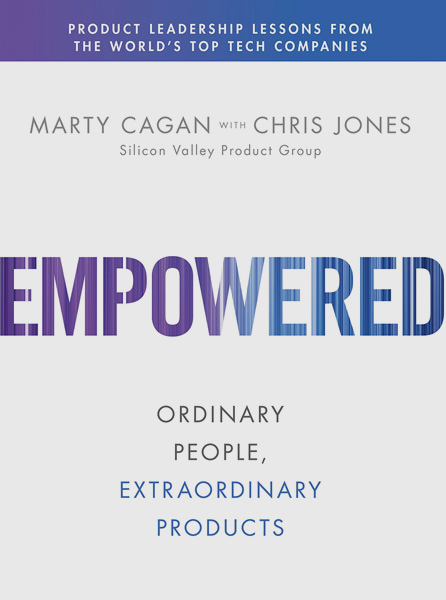 PRODUCT LEADERSHIP LESSONS FROM
THE WORLD'S TOP TECH COMPANIES
MARTY CAGAN WITH CHRIS JONES
Silicon Valley Product Group
EMPOWERED
ORDINARY
PEOPLE,
EXTRAORDINARY
PRODUCTS